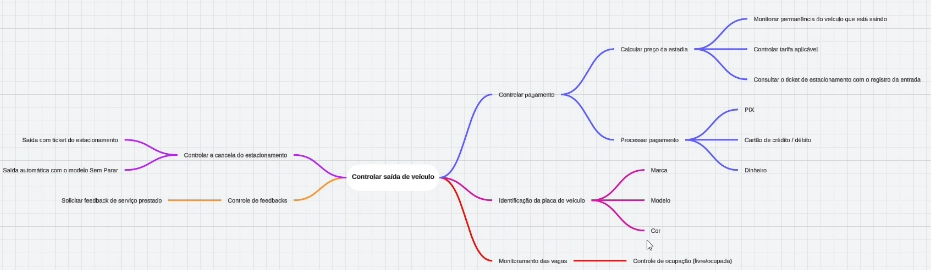 Controlar saída de veículo
Controlar pagamento
Calcular preço da estadia
Monitorar permanência do veículo que está saindo
Controlar tarifa aplicável
Consultar o ticket de estacionamento com o registro da entrada
Processar pagamento
PIX
Cartão de crédito / débito
Dinheiro
Identificação da placa do veículo
Marca
Modelo
Cor
Monitoramento das vagas
Controle de ocupação (livre/ocupada)
Controlar a cancela do estacionamento
Saída com ticket do estacionamento
Saída automática com o modelo Sem Parar
Controle de feedbacks
Solicitar feedback de serviço prestado